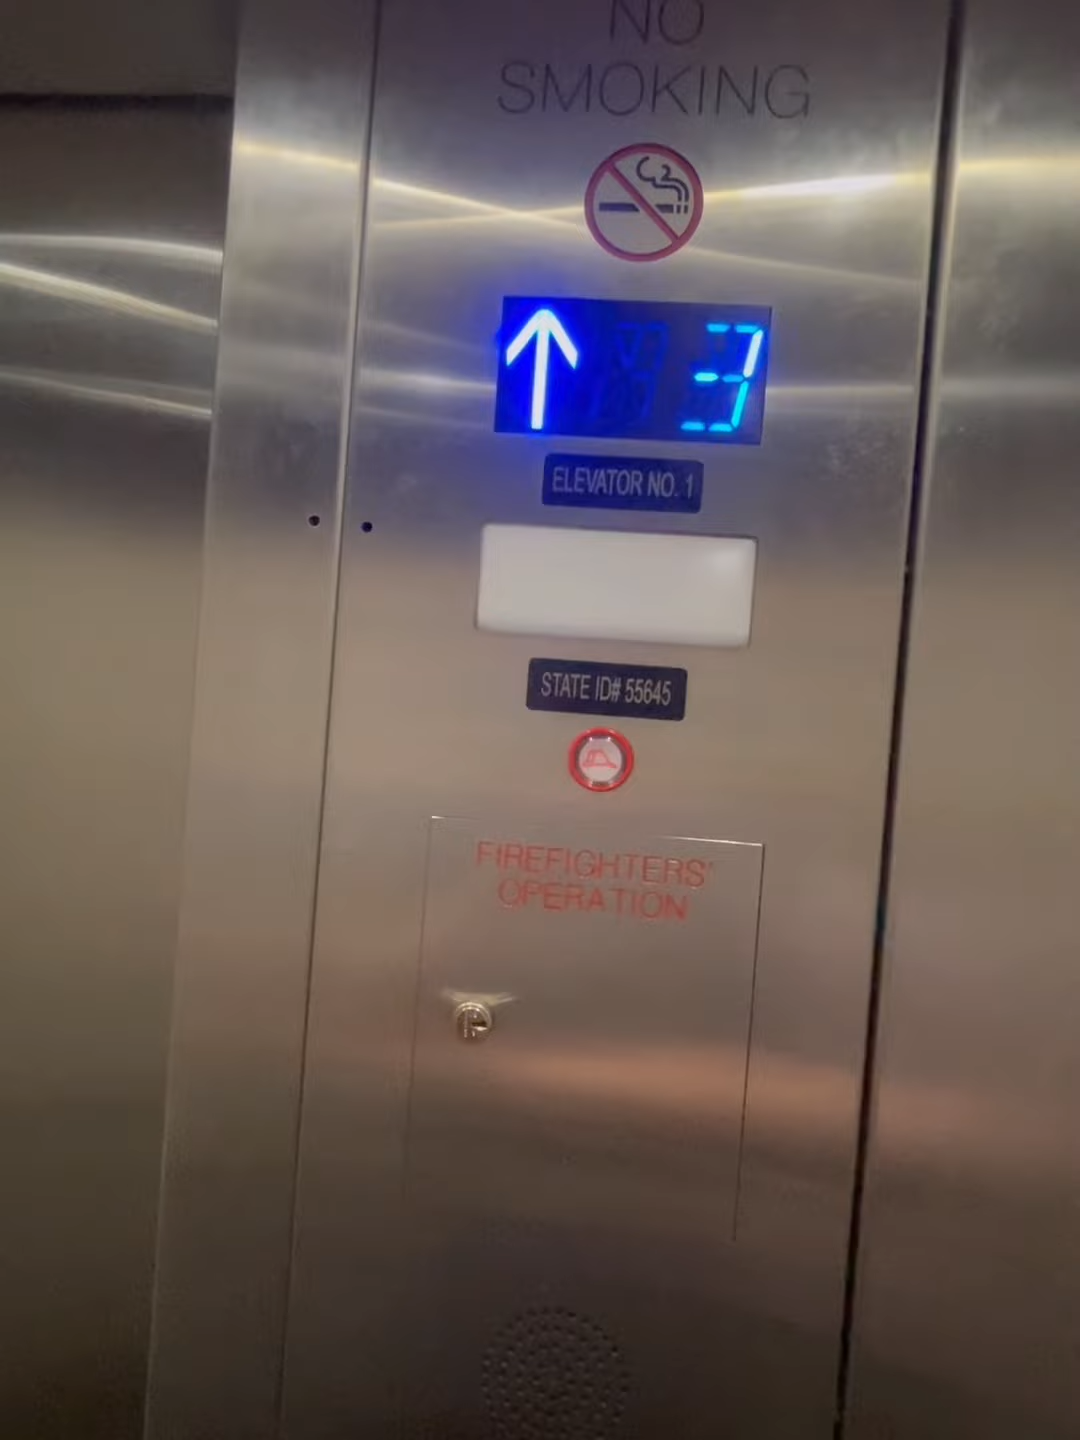 NO
SMOKING
3
ELEVATOR NO. 1
STATE ID# 55645
FIREFIGHTERS'
OPERATION